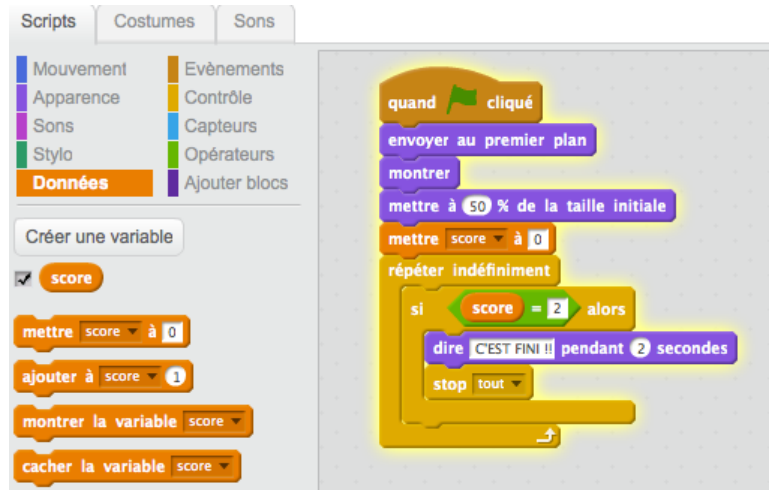 Scripts Costumes Sons
Mouvement Evènements
Apparence Contrôle
Sons Capteurs
Stylo Opérateurs
Données Ajouter blocs
Créer une variable
score
mettre score à 0
ajouter à score 1
montrer la variable score
cacher la variable score
quand cliqué
envoyer au premier plan
montrer
mettre à 50 % de la taille initiale
mettre score à 0
répéter indéfiniment
si score = 2 alors
dire C'EST FINI !! pendant 2 secondes
stop tout